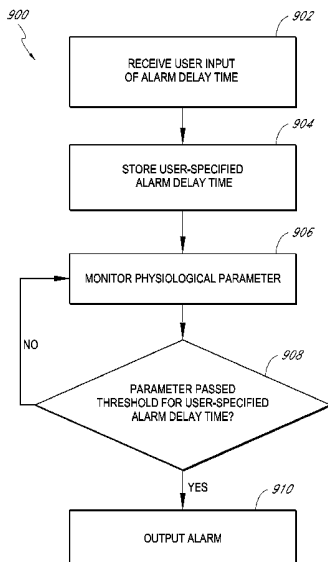 900
902
RECEIVE USER INPUT
OF ALARM DELAY TIME
904
STORE USER-SPECIFIED
ALARM DELAY TIME
906
MONITOR PHYSIOLOGICAL PARAMETER
NO
908
PARAMETER PASSED
THRESHOLD FOR USER-SPECIFIED
ALARM DELAY TIME?
YES
910
OUTPUT ALARM